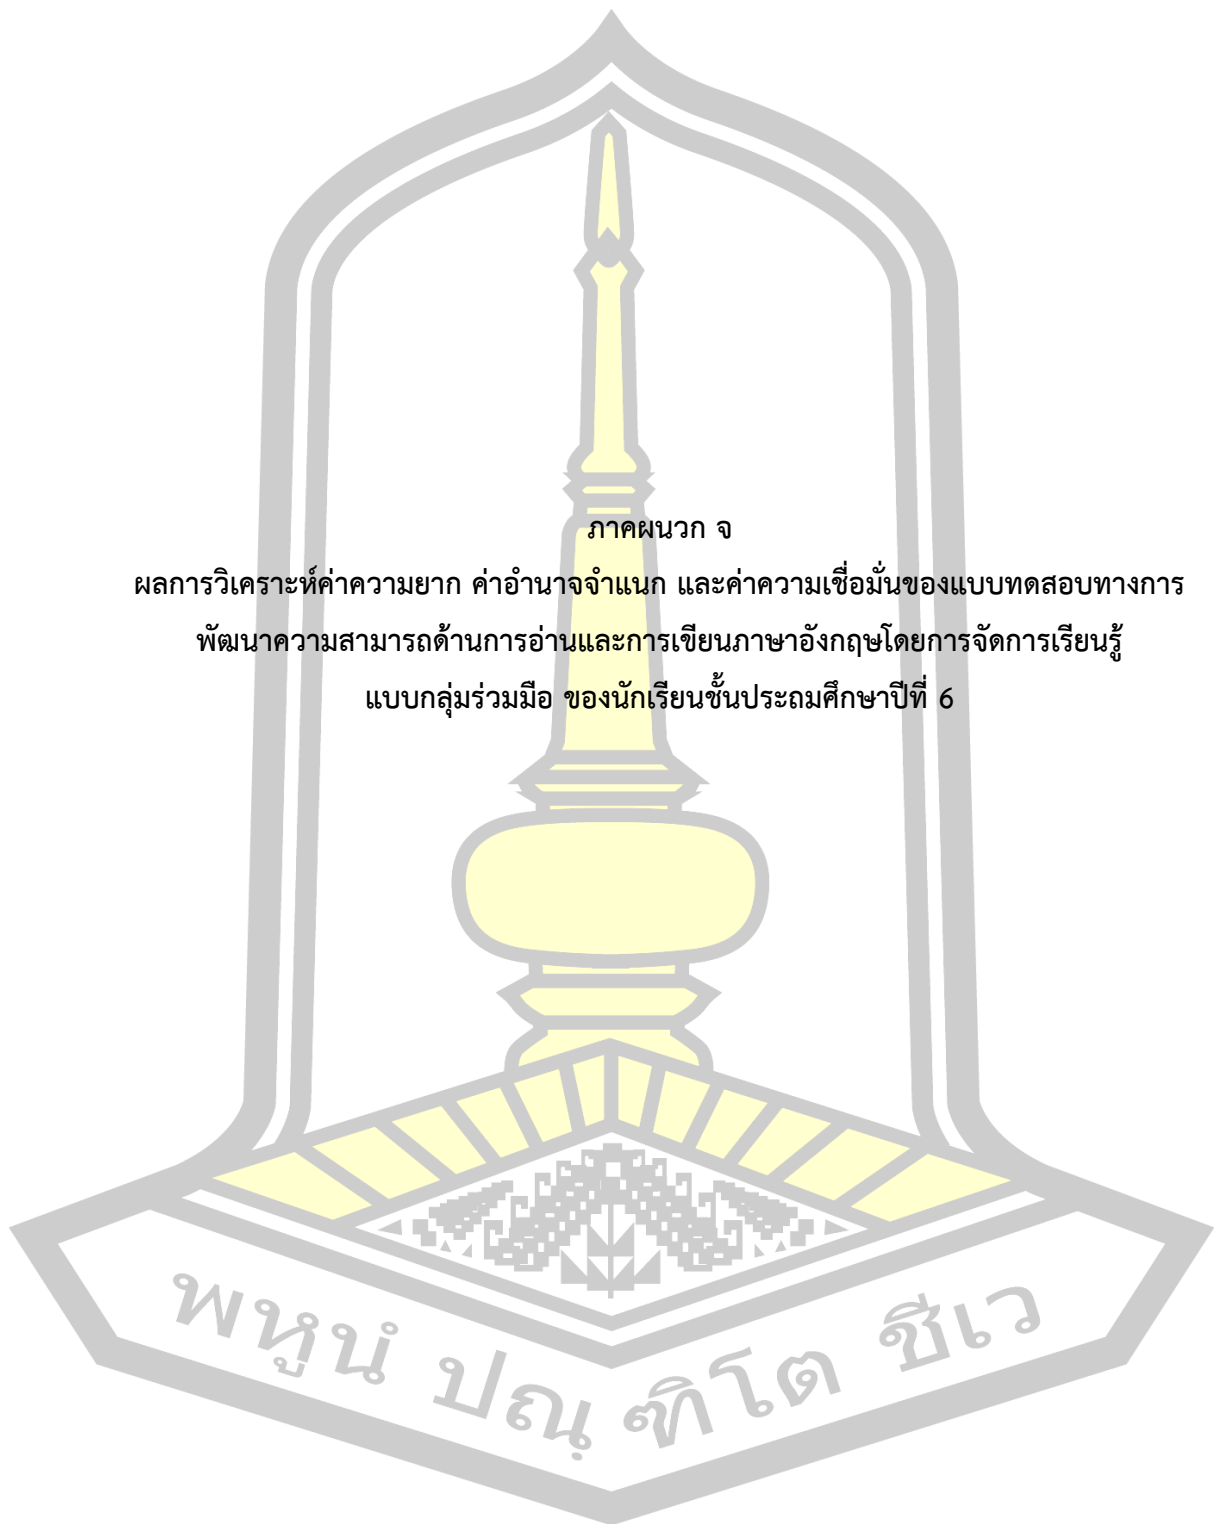 ภาคผนวก จ
ผลการวิเคราะห์ค่าความยาก ค่าอำนาจจำแนก และค่าความเชื่อมั่นของแบบทดสอบทางการ
พัฒนาความสามารถด้านการอ่านและการเขียนภาษาอังกฤษโดยการจัดการเรียนรู้
แบบกลุ่มร่วมมือ ของนักเรียนชั้นประถมศึกษาปีที่ 6
พหูนํ ปณฺ ฑิโต ชีเว